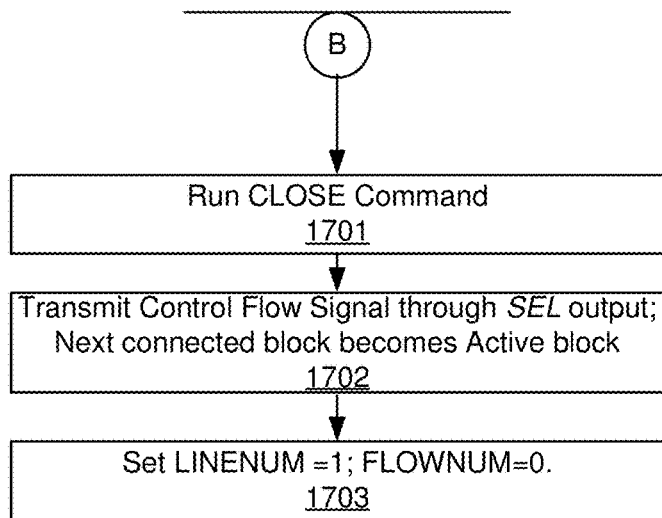 B
Run CLOSE Command
1701
Transmit Control Flow Signal through SEL output;
Next connected block becomes Active block
1702
Set LINENUM =1; FLOWNUM=0.
1703